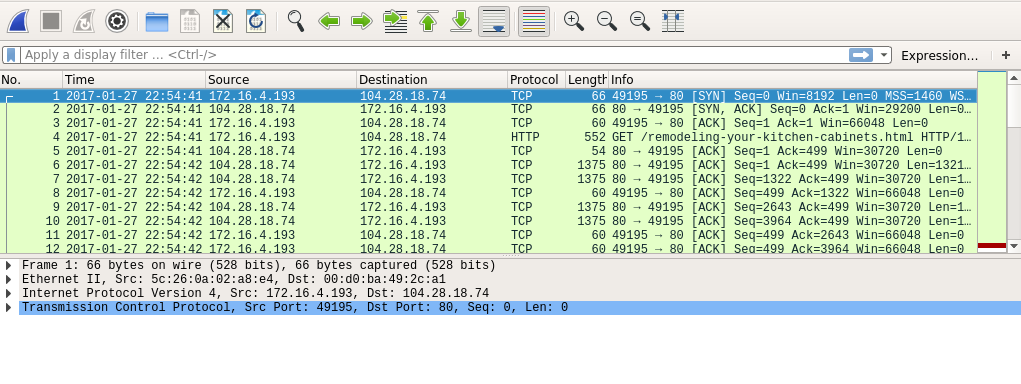 Apply a display filter ... <Ctrl-/> Expression... +
No. Time Source Destination Protocol Length Info
1 2017-01-27 22:54:41 172.16.4.193 104.28.18.74 TCP 66 49195 → 80 [SYN] Seq=0 Win=8192 Len=0 MSS=1460 WS…
2 2017-01-27 22:54:41 104.28.18.74 172.16.4.193 TCP 66 80 → 49195 [SYN, ACK] Seq=0 Ack=1 Win=29200 Len=0…
3 2017-01-27 22:54:41 172.16.4.193 104.28.18.74 TCP 60 49195 → 80 [ACK] Seq=1 Ack=1 Win=66048 Len=0
4 2017-01-27 22:54:41 172.16.4.193 104.28.18.74 HTTP 552 GET /remodeling-your-kitchen-cabinets.html HTTP/1…
5 2017-01-27 22:54:41 104.28.18.74 172.16.4.193 TCP 54 80 → 49195 [ACK] Seq=1 Ack=499 Win=30720 Len=0
6 2017-01-27 22:54:42 104.28.18.74 172.16.4.193 TCP 1375 80 → 49195 [ACK] Seq=1 Ack=499 Win=30720 Len=1321…
7 2017-01-27 22:54:42 104.28.18.74 172.16.4.193 TCP 1375 80 → 49195 [ACK] Seq=1322 Ack=499 Win=30720 Len=1…
8 2017-01-27 22:54:42 172.16.4.193 104.28.18.74 TCP 60 49195 → 80 [ACK] Seq=499 Ack=1322 Win=66048 Len=0
9 2017-01-27 22:54:42 104.28.18.74 172.16.4.193 TCP 1375 80 → 49195 [ACK] Seq=2643 Ack=499 Win=30720 Len=1…
10 2017-01-27 22:54:42 104.28.18.74 172.16.4.193 TCP 1375 80 → 49195 [ACK] Seq=3964 Ack=499 Win=30720 Len=1…
11 2017-01-27 22:54:42 172.16.4.193 104.28.18.74 TCP 60 49195 → 80 [ACK] Seq=499 Ack=2643 Win=66048 Len=0
12 2017-01-27 22:54:42 172.16.4.193 104.28.18.74 TCP 60 49195 → 80 [ACK] Seq=499 Ack=3964 Win=66048 Len=0
Frame 1: 66 bytes on wire (528 bits), 66 bytes captured (528 bits)
Ethernet II, Src: 5c:26:0a:02:a8:e4, Dst: 00:d0:ba:49:2c:a1
Internet Protocol Version 4, Src: 172.16.4.193, Dst: 104.28.18.74
Transmission Control Protocol, Src Port: 49195, Dst Port: 80, Seq: 0, Len: 0